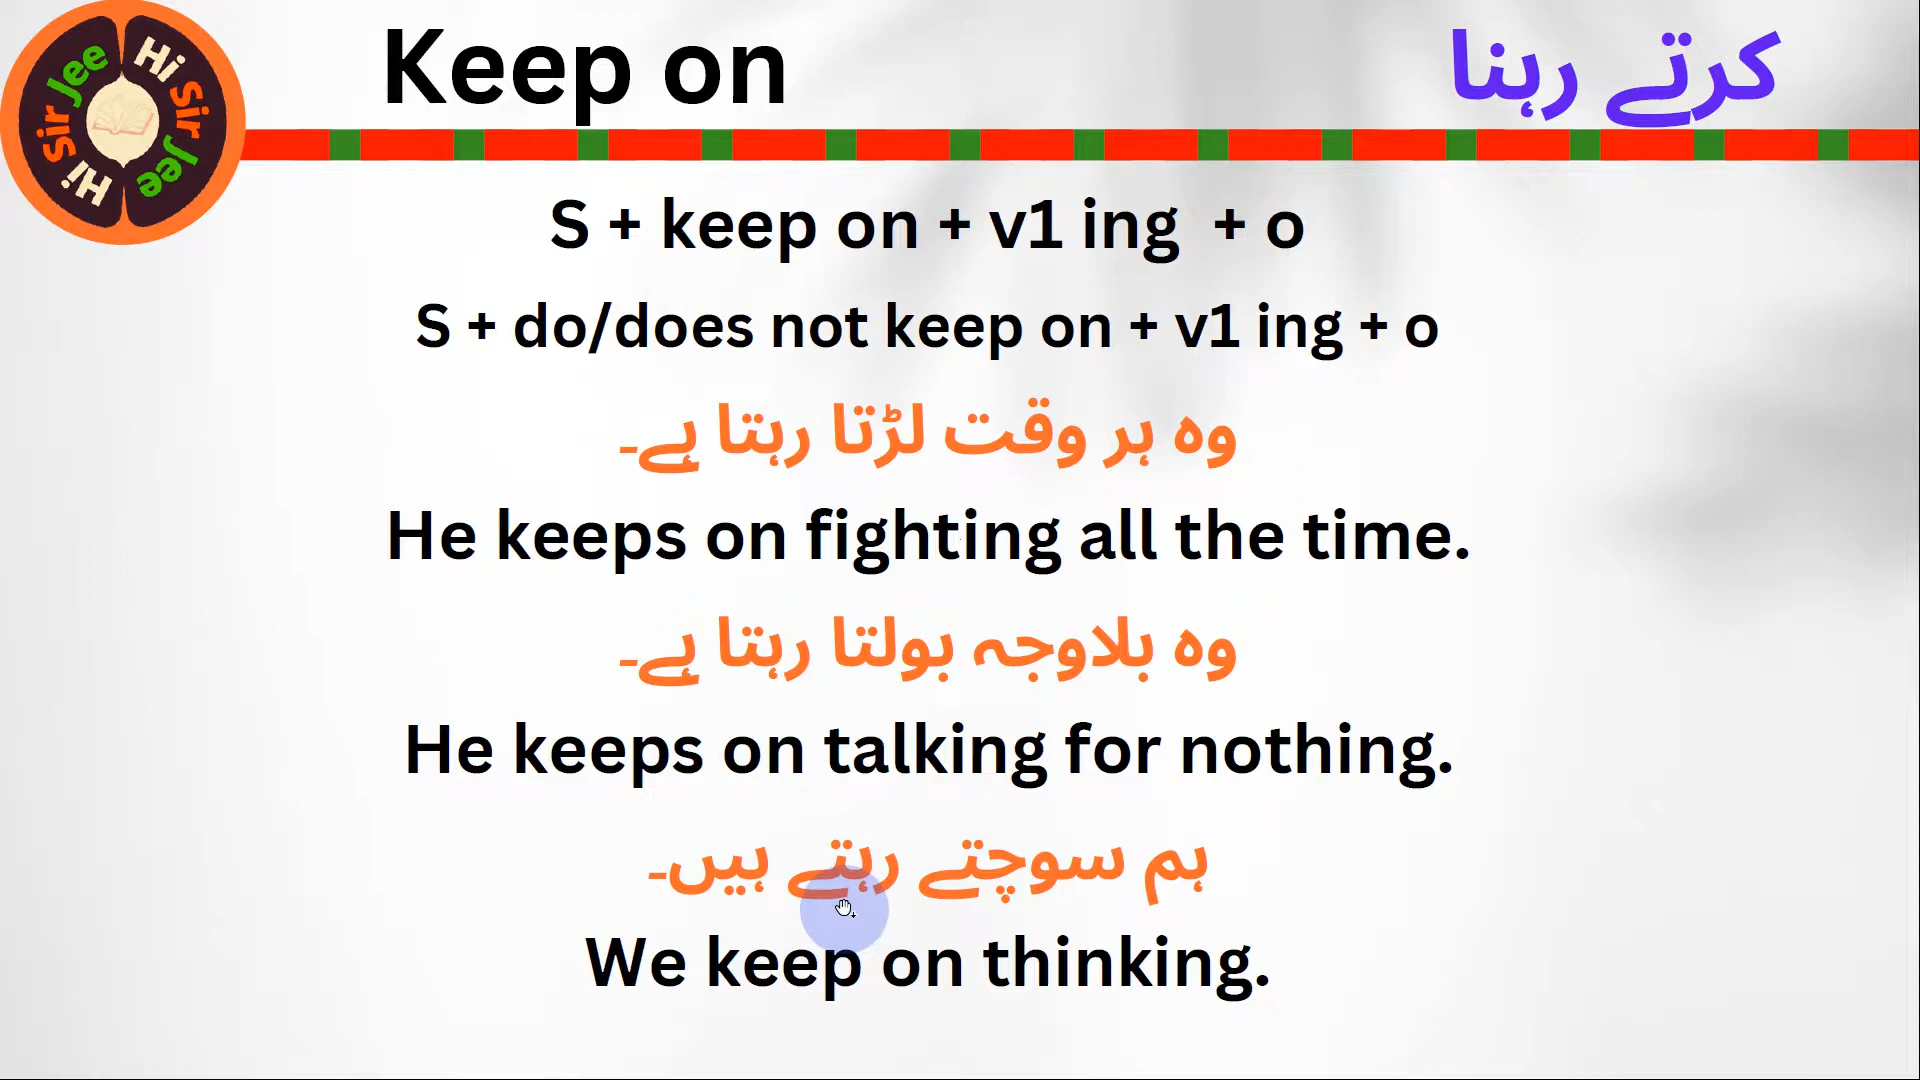 Hi Sir Jee
Hi Sir Jee
Keep on
کرتے رہنا
S + keep on + v1 ing + o
S + do/does not keep on + v1 ing + o
وہ ہر وقت لڑتا رہتا ہے۔
He keeps on fighting all the time.
وہ بلاوجہ بولتا رہتا ہے۔
He keeps on talking for nothing.
ہم سوچتے رہتے ہیں۔
We keep on thinking.